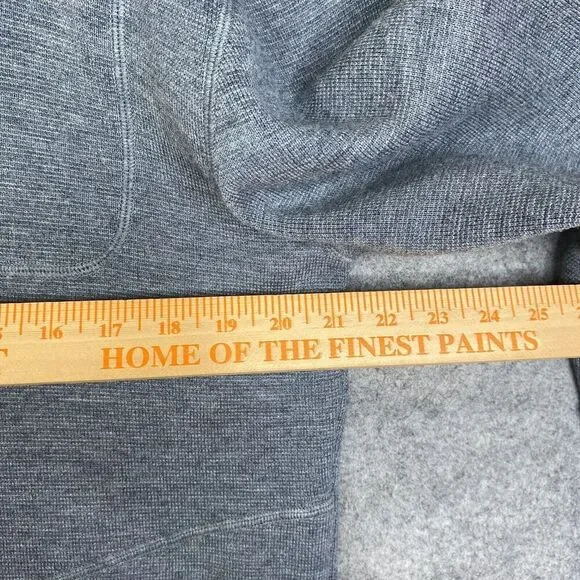 16 17 18 19 20 21 22 23 24 25
HOME OF THE FINEST PAINTS